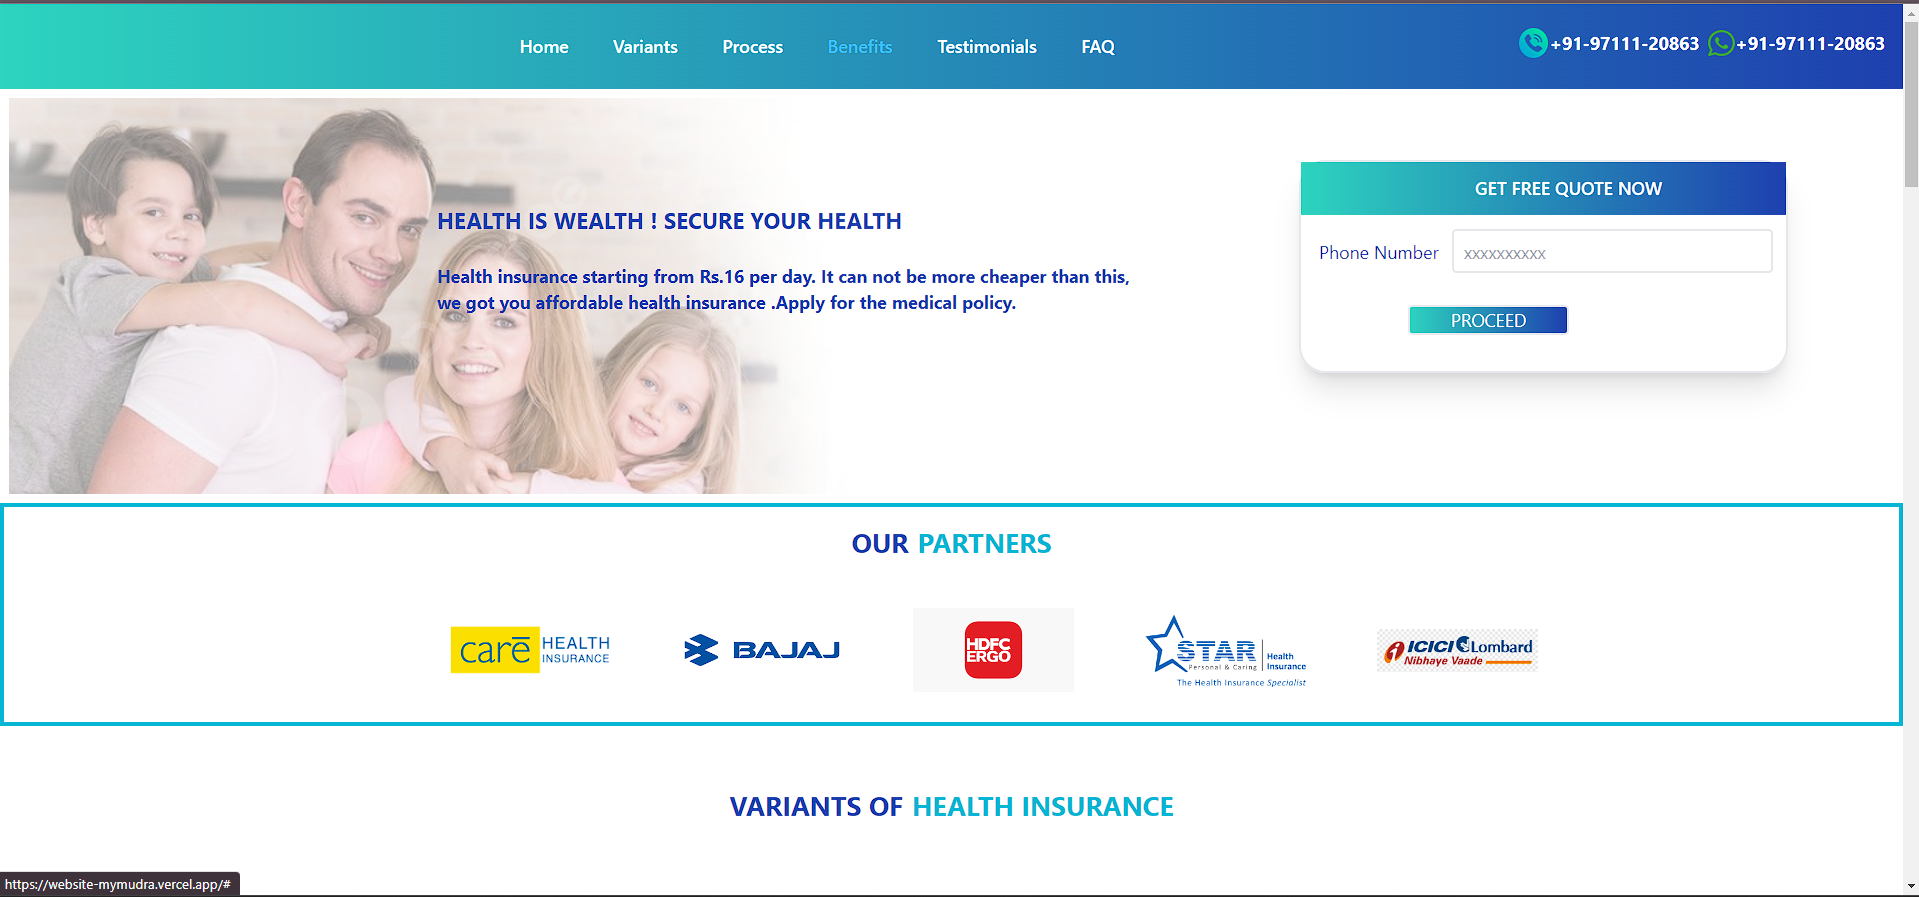 Home Variants Process Benefits Testimonials FAQ +91-97111-20863 +91-97111-20863
HEALTH IS WEALTH ! SECURE YOUR HEALTH
Health insurance starting from Rs.16 per day. It can not be more cheaper than this,
we got you affordable health insurance .Apply for the medical policy.
GET FREE QUOTE NOW
Phone Number xxxxxxxxxx
PROCEED
OUR PARTNERS
carē HEALTH
INSURANCE
BAJAJ
HDFC
ERGO
STAR Health
Personal & Caring Insurance
The Health Insurance Specialist
ICICI Lombard
Nibhaye Vaade
VARIANTS OF HEALTH INSURANCE
https://website-mymudra.vercel.app/#